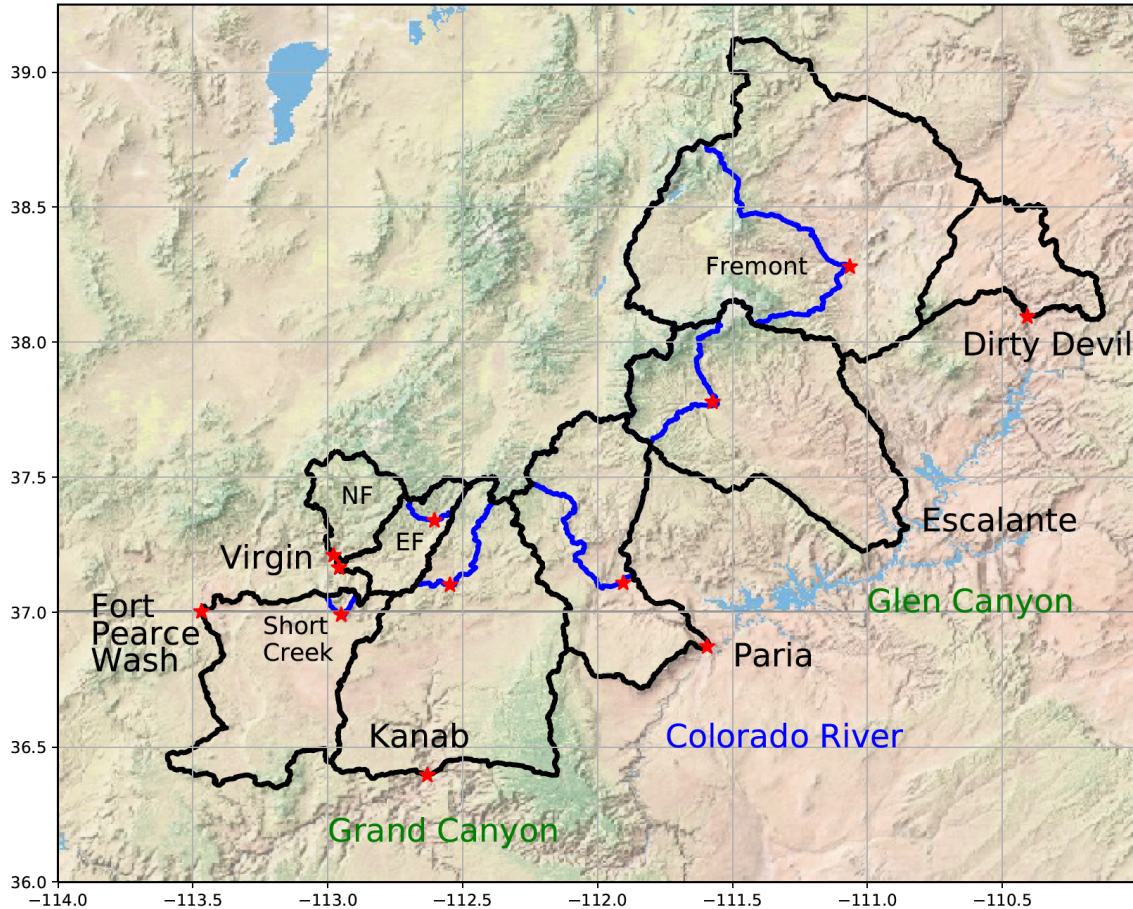 39.0
38.5
Fremont
38.0
Dirty Devil
37.5
NF
Escalante
EF
Virgin
37.0
Fort
Pearce
Wash
Short
Creek
Glen Canyon
Paria
36.5
Kanab
Colorado River
Grand Canyon
36.0
−114.0 −113.5 −113.0 −112.5 −112.0 −111.5 −111.0 −110.5